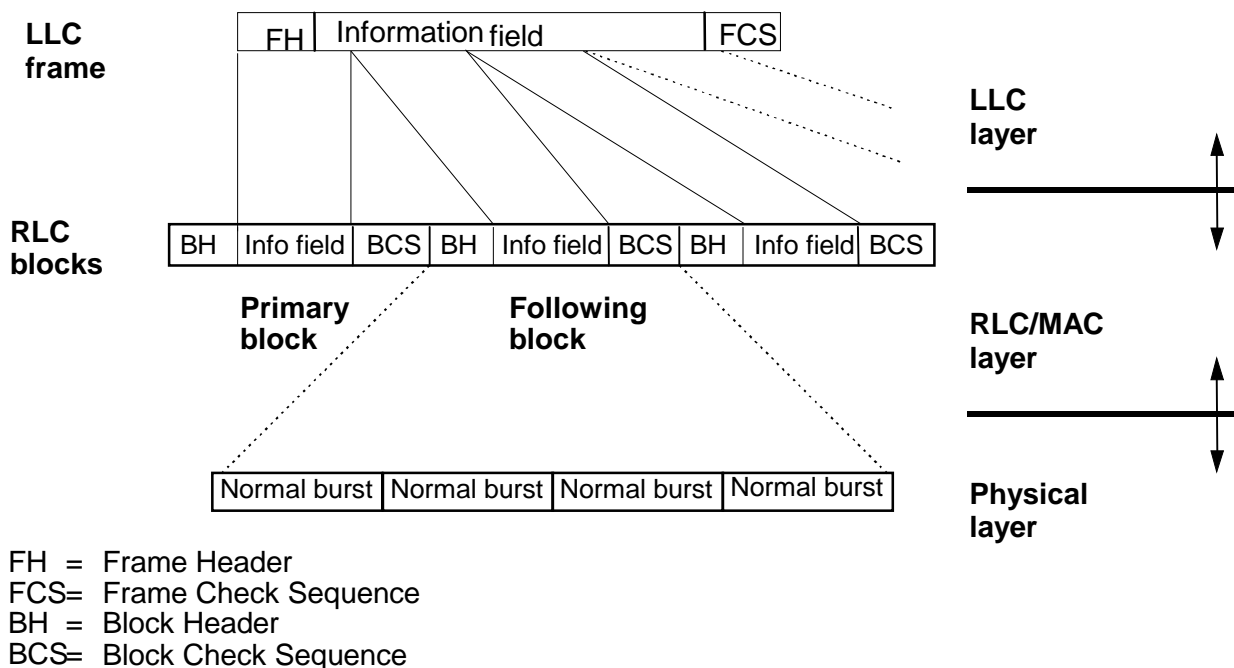 LLC
frame
FH Information field FCS
LLC
layer
RLC
blocks
BH Info field BCS BH Info field BCS BH Info field BCS
Primary
block
Following
block
RLC/MAC
layer
Normal burst Normal burst Normal burst Normal burst
Physical
layer
FH = Frame Header
FCS= Frame Check Sequence
BH = Block Header
BCS= Block Check Sequence